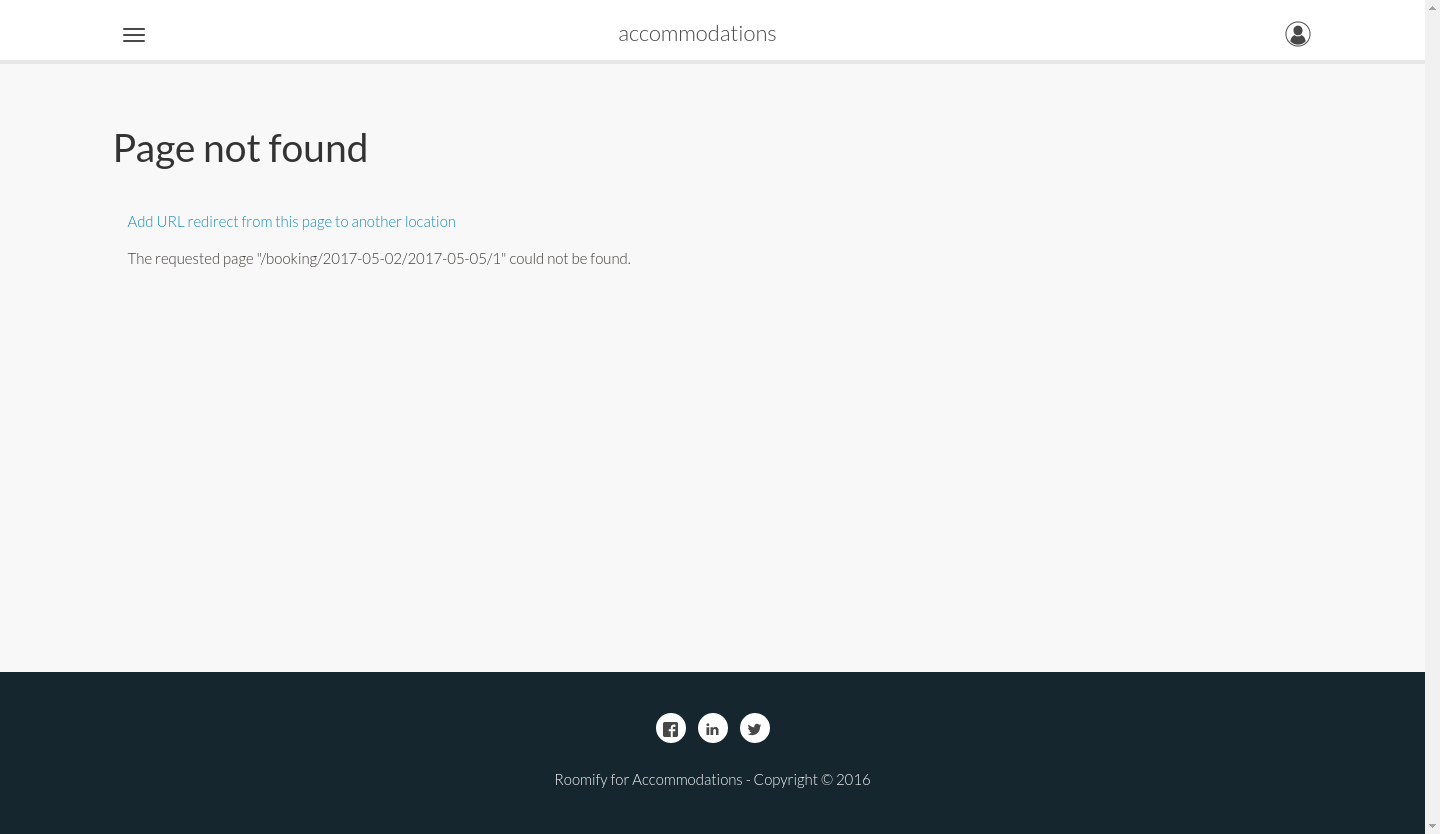 accommodations
Page not found
Add URL redirect from this page to another location
The requested page "/booking/2017-05-02/2017-05-05/1" could not be found.
Roomify for Accommodations - Copyright © 2016